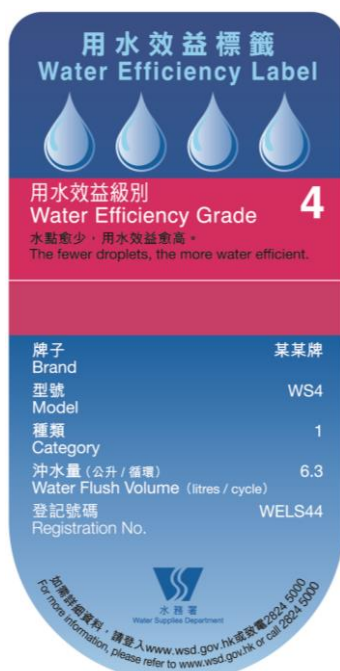 用水效益標籤
Water Efficiency Label
用水效益級別
Water Efficiency Grade 4
水點愈少，用水效益愈高。
The fewer droplets, the more water efficient.
牌子 某某牌
Brand
型號 WS4
Model
種類 1
Category
沖水量 (公升 / 循環) 6.3
Water Flush Volume (litres / cycle)
登記號碼 WELS44
Registration No.
水務署
Water Supplies Department
如需詳細資料，請登入www.wsd.gov.hk或致電2824 5000
For more information, please refer to www.wsd.gov.hk or call 2824 5000